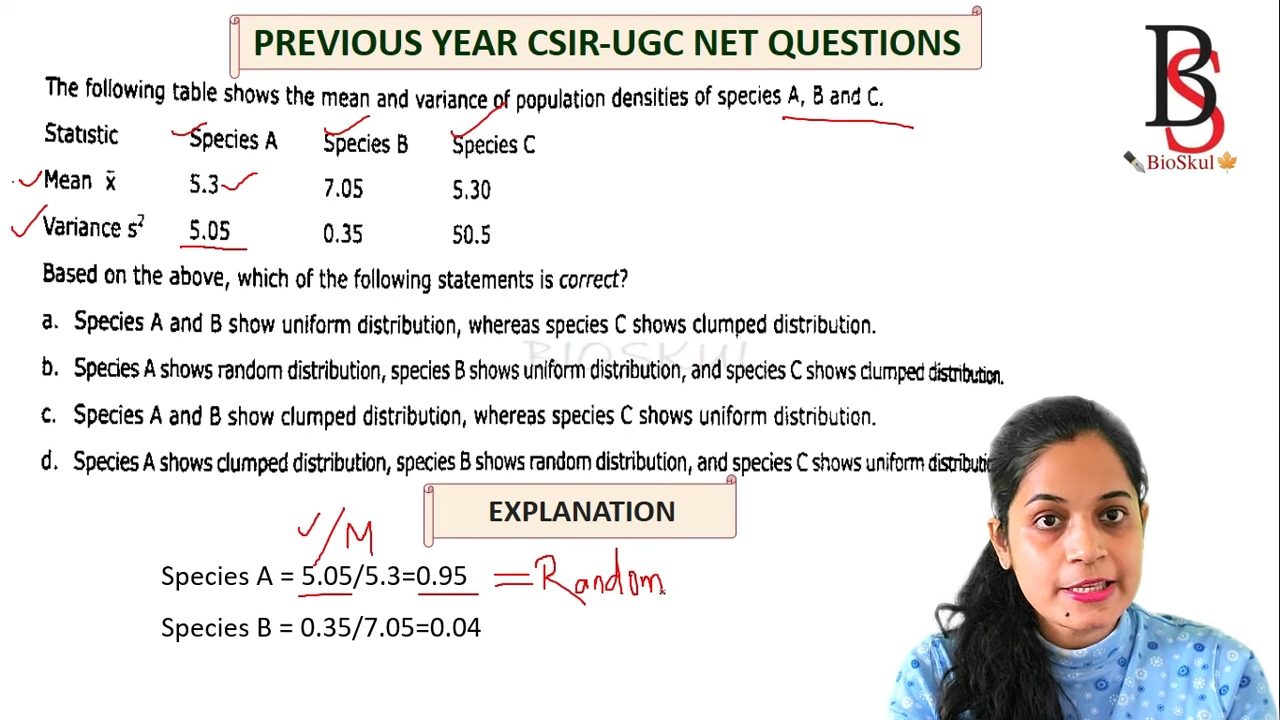 PREVIOUS YEAR CSIR-UGC NET QUESTIONS
BS
BioSkul
The following table shows the mean and variance of population densities of species A, B and C.
Statistic Species A Species B Species C
Mean x̄ 5.3 7.05 5.30
Variance s² 5.05 0.35 50.5
Based on the above, which of the following statements is correct?
a. Species A and B show uniform distribution, whereas species C shows clumped distribution.
BIOSKUL
b. Species A shows random distribution, species B shows uniform distribution, and species C shows clumped distribution.
c. Species A and B show clumped distribution, whereas species C shows uniform distribution.
d. Species A shows clumped distribution, species B shows random distribution, and species C shows uniform distributi
EXPLANATION
V/M
Species A = 5.05/5.3=0.95 = Random
Species B = 0.35/7.05=0.04